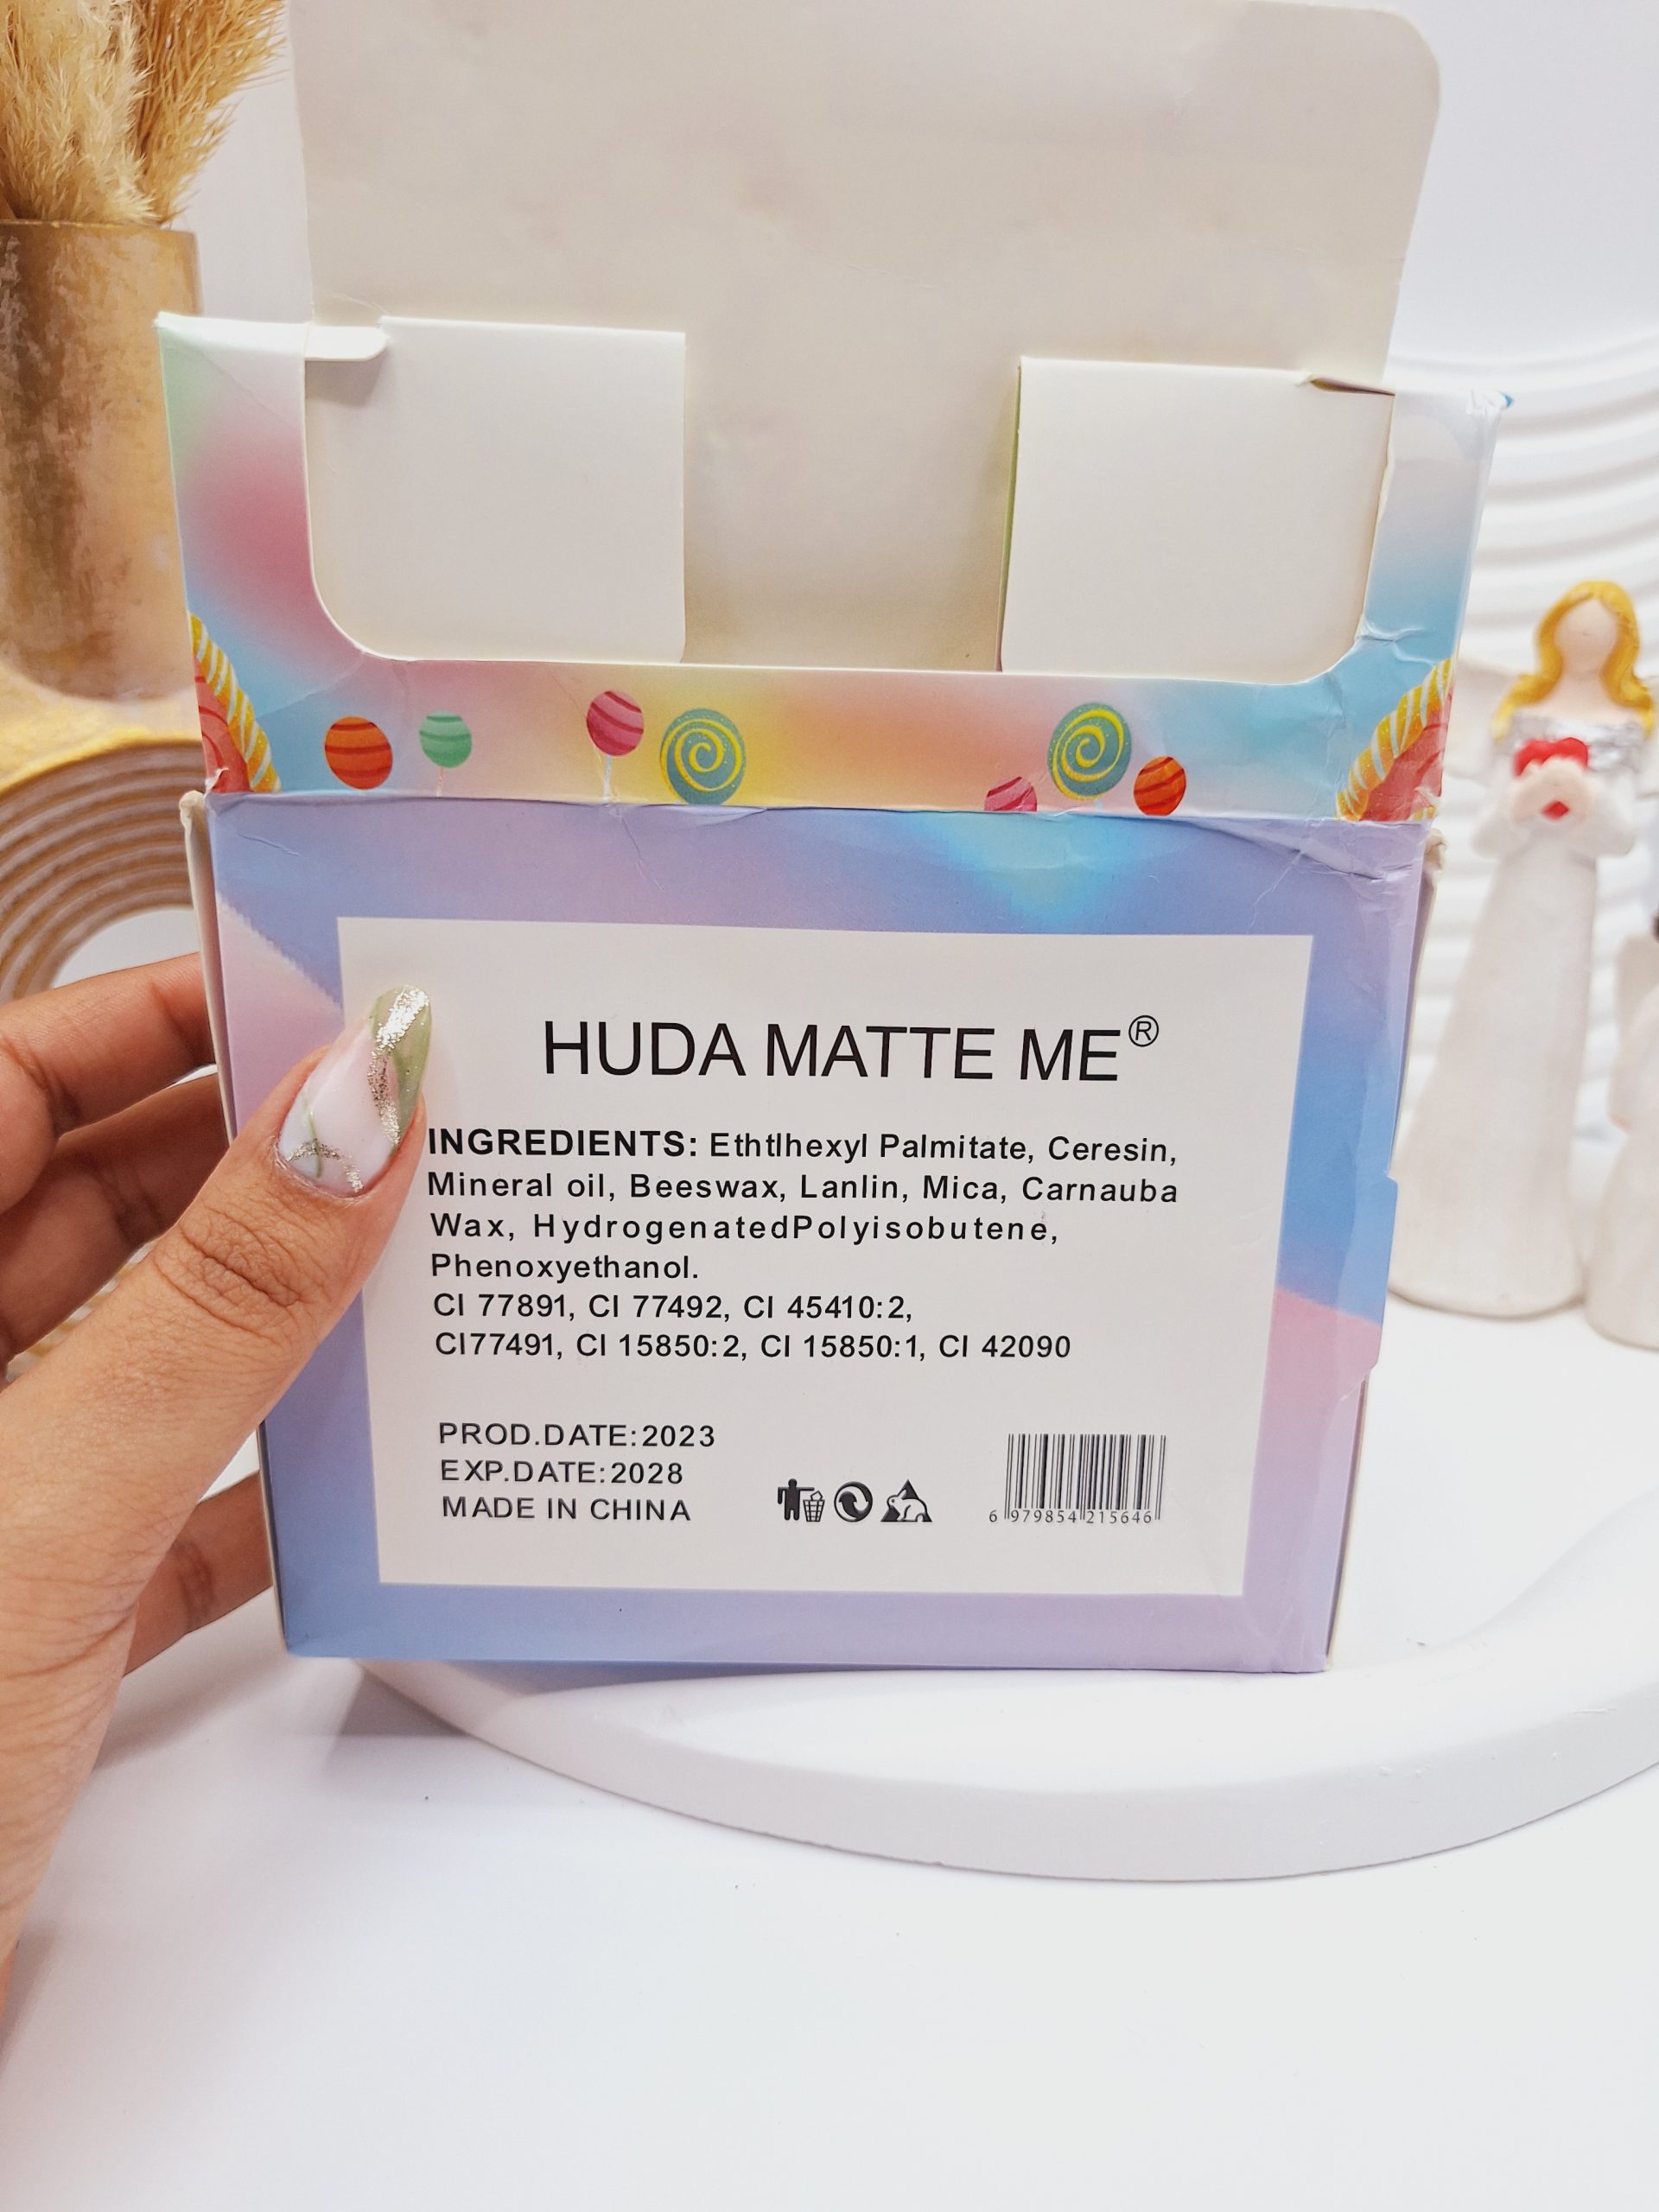 HUDA MATTE ME®
INGREDIENTS: Ethtlhexyl Palmitate, Ceresin,
Mineral oil, Beeswax, Lanlin, Mica, Carnauba
Wax, HydrogenatedPolyisobutene,
Phenoxyethanol.
CI 77891, CI 77492, CI 45410:2,
CI77491, CI 15850:2, CI 15850:1, CI 42090
PROD.DATE:2023
EXP.DATE:2028
MADE IN CHINA
6 979854 215646